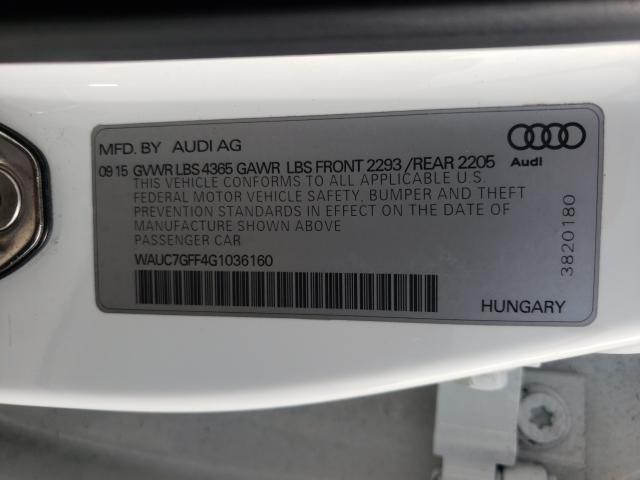 MFD. BY AUDI AG
09 15 GVWR LBS 4365 GAWR LBS FRONT 2293 /REAR 2205
THIS VEHICLE CONFORMS TO ALL APPLICABLE U.S.
FEDERAL MOTOR VEHICLE SAFETY, BUMPER AND THEFT
PREVENTION STANDARDS IN EFFECT ON THE DATE OF
MANUFACTURE SHOWN ABOVE
PASSENGER CAR
WAUC7GFF4G1036160
HUNGARY
Audi
3820180